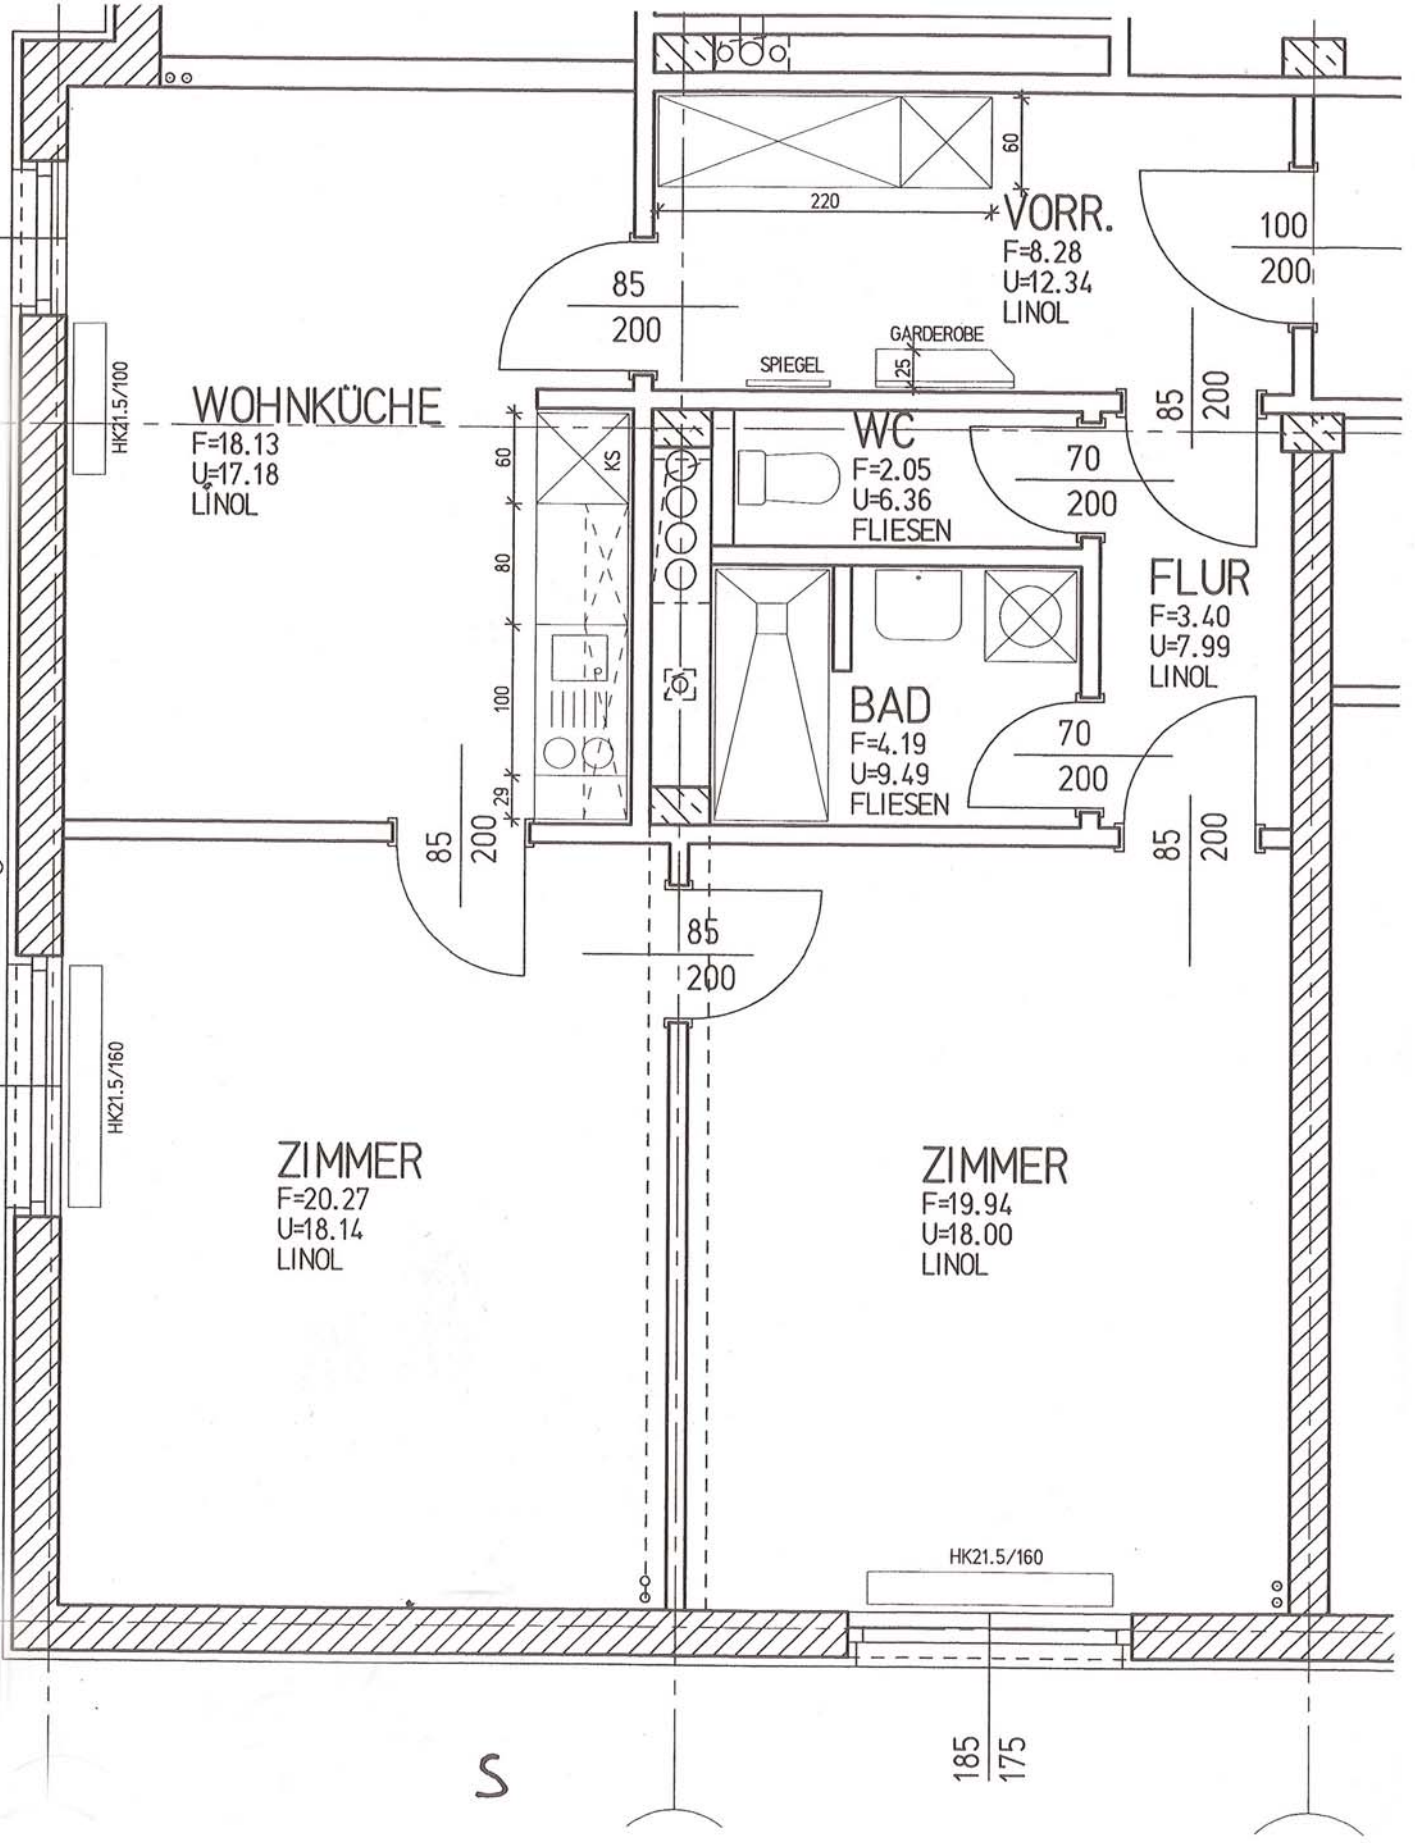 60
220
VORR.
F=8.28
U=12.34
LINOL
100
200
85
200
GARDEROBE
SPIEGEL
25
85
200
HK21.5/100
WOHNKÜCHE
F=18.13
U=17.18
LINOL
60
KS
80
100
29
WC
F=2.05
U=6.36
FLIESEN
70
200
FLUR
F=3.40
U=7.99
LINOL
BAD
F=4.19
U=9.49
FLIESEN
70
200
85
200
85
200
85
200
HK21.5/160
ZIMMER
F=20.27
U=18.14
LINOL
ZIMMER
F=19.94
U=18.00
LINOL
HK21.5/160
185
175
S